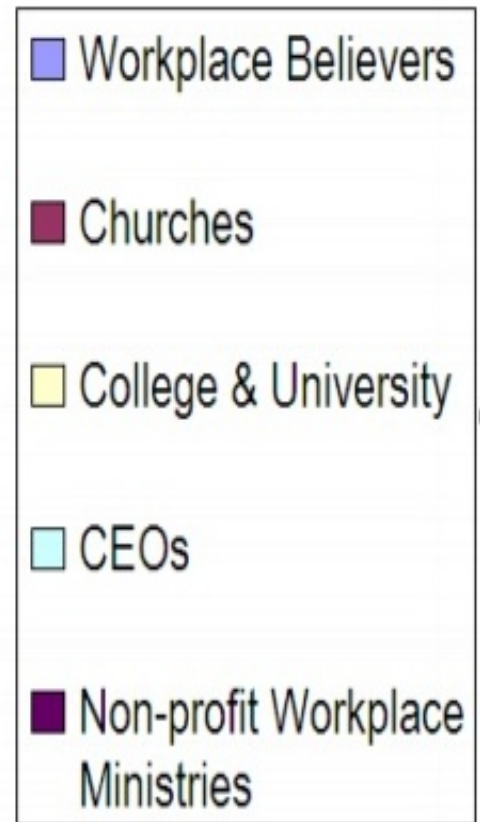 Workplace Believers
Churches
College & University
CEOs
Non-profit Workplace
Ministries